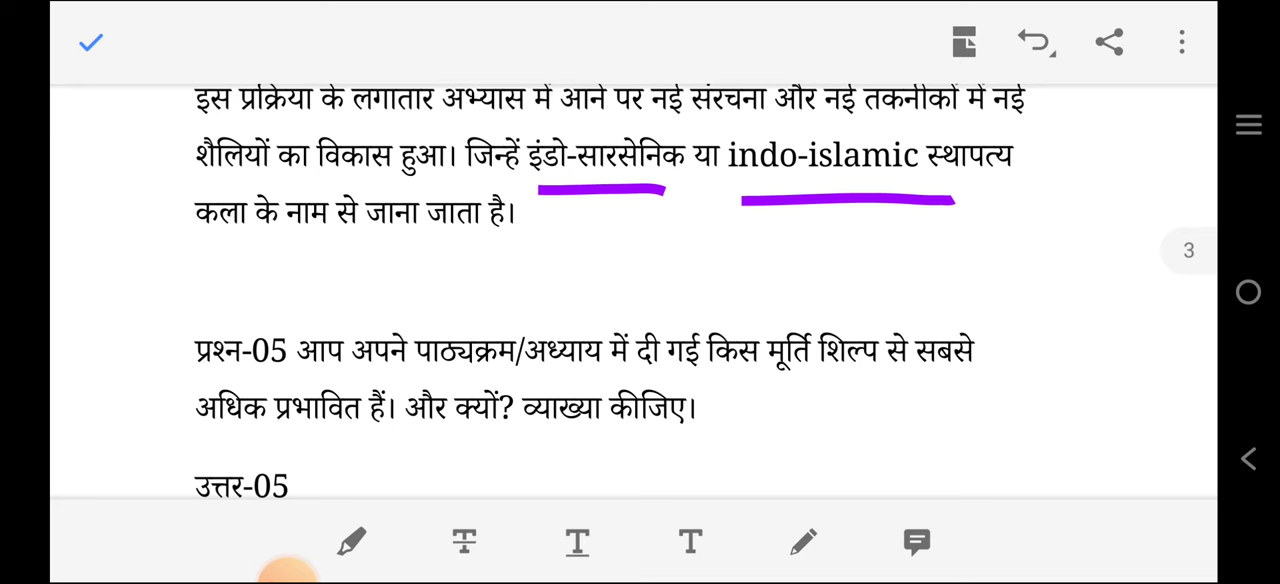 इस प्रक्रिया के लगातार अभ्यास में आने पर नई संरचना और नई तकनीकों में नई
शैलियों का विकास हुआ। जिन्हें इंडो-सारसेनिक या indo-islamic स्थापत्य
कला के नाम से जाना जाता है।
3
प्रश्न-05 आप अपने पाठ्यक्रम/अध्याय में दी गई किस मूर्ति शिल्प से सबसे
अधिक प्रभावित हैं। और क्यों? व्याख्या कीजिए।
उत्तर-05